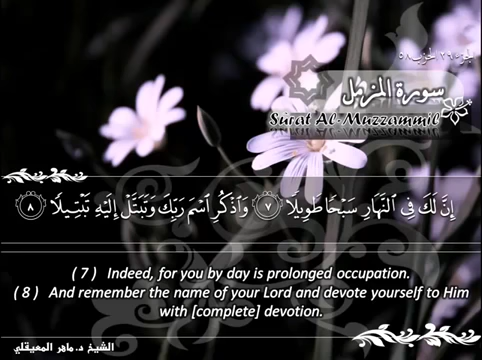 الجزء ٢٩ الحزب ٥٨
سورة المزمل
Surat Al-Muzzammil
إِنَّ لَكَ فِي ٱلنَّهَارِ سَبْحًا طَوِيلًا ٧ وَٱذْكُرِ ٱسْمَ رَبِّكَ وَتَبَتَّلْ إِلَيْهِ تَبْتِيلًا ٨
( 7 ) Indeed, for you by day is prolonged occupation.
( 8 ) And remember the name of your Lord and devote yourself to Him
with [complete] devotion.
الشيخ د. ماهر المعيقلي